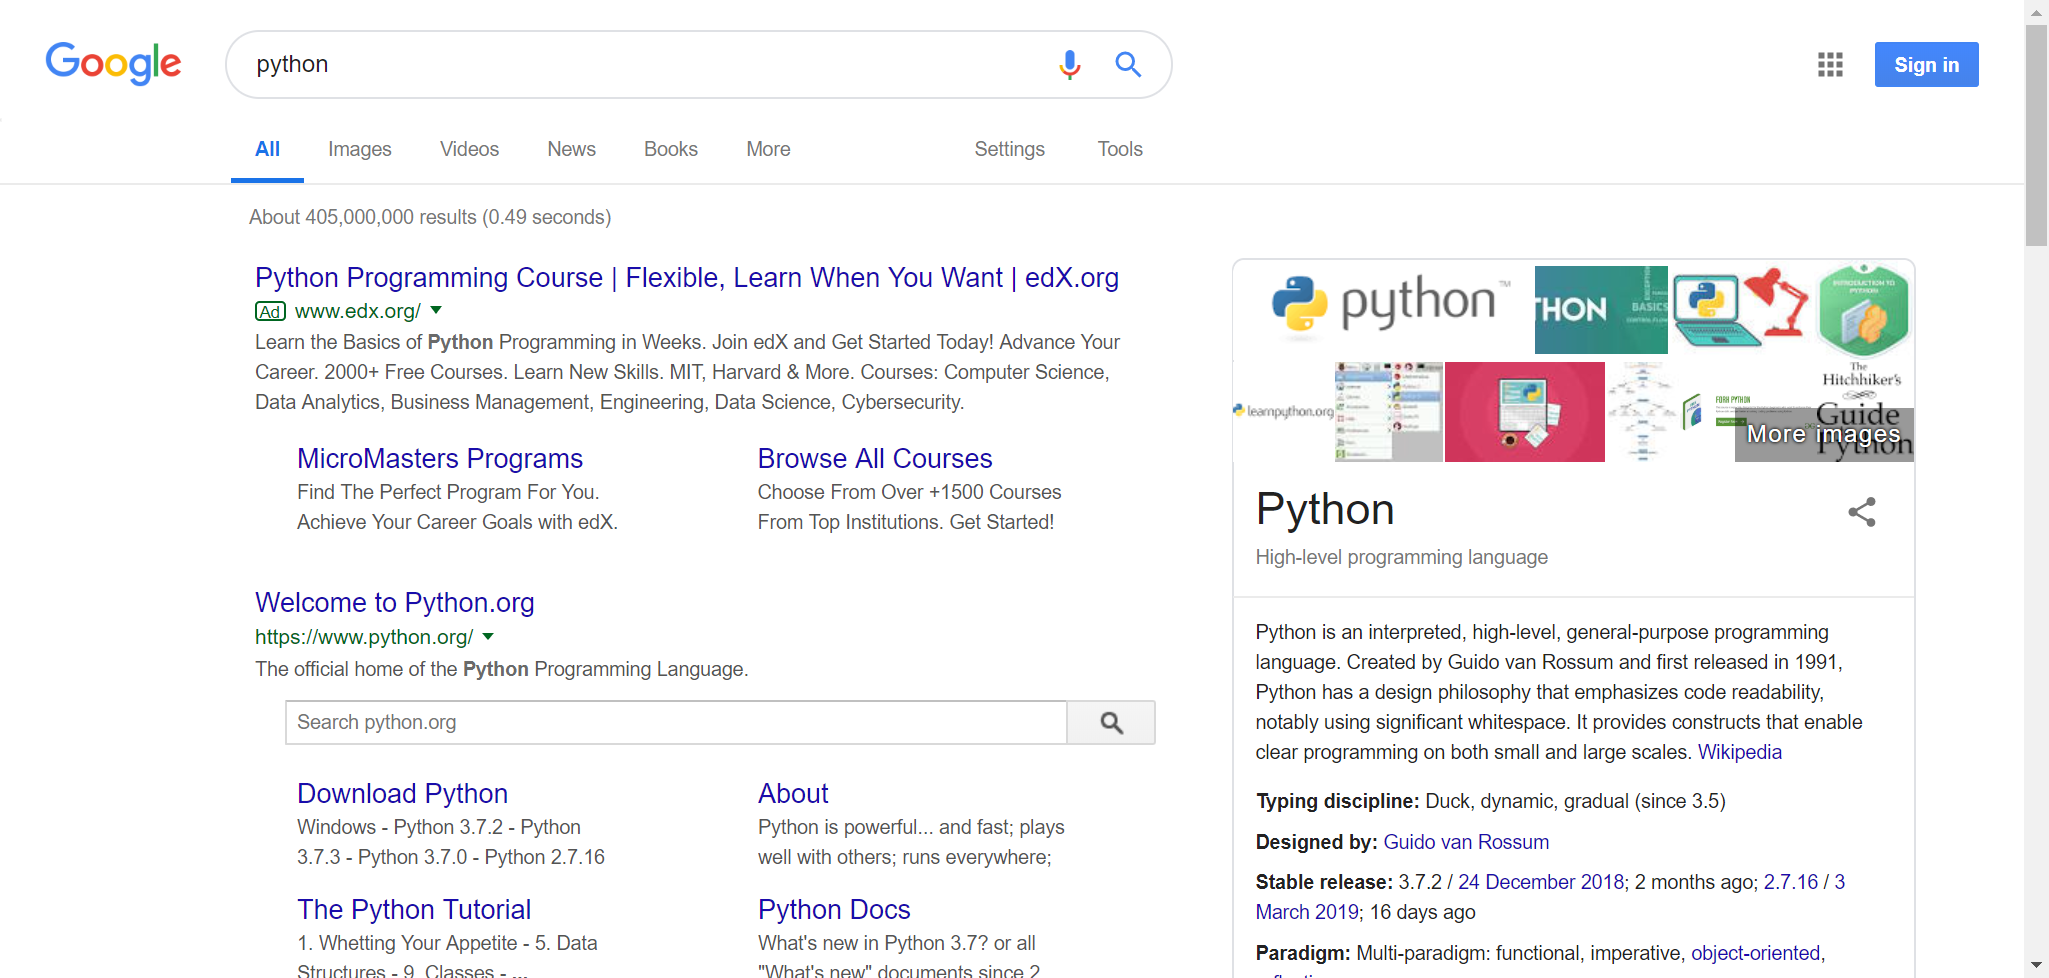 Google
python
Sign in
All Images Videos News Books More Settings Tools
About 405,000,000 results (0.49 seconds)
Python Programming Course | Flexible, Learn When You Want | edX.org
Ad www.edx.org/
Learn the Basics of Python Programming in Weeks. Join edX and Get Started Today! Advance Your
Career. 2000+ Free Courses. Learn New Skills. MIT, Harvard & More. Courses: Computer Science,
Data Analytics, Business Management, Engineering, Data Science, Cybersecurity.
MicroMasters Programs
Find The Perfect Program For You.
Achieve Your Career Goals with edX.
Browse All Courses
Choose From Over +1500 Courses
From Top Institutions. Get Started!
Welcome to Python.org
https://www.python.org/
The official home of the Python Programming Language.
Search python.org
Download Python
Windows - Python 3.7.2 - Python
3.7.3 - Python 3.7.0 - Python 2.7.16
About
Python is powerful... and fast; plays
well with others; runs everywhere;
The Python Tutorial
1. Whetting Your Appetite - 5. Data
Structures - 9. Classes - ...
Python Docs
What's new in Python 3.7? or all
"What's new" documents since 2
python™
THON
BASICS
INTRODUCTION TO
PYTHON
learnpython.org
FORK PYTHON
The
Hitchhiker's
Guide
Python
More images
Python
High-level programming language
Python is an interpreted, high-level, general-purpose programming
language. Created by Guido van Rossum and first released in 1991,
Python has a design philosophy that emphasizes code readability,
notably using significant whitespace. It provides constructs that enable
clear programming on both small and large scales. Wikipedia
Typing discipline: Duck, dynamic, gradual (since 3.5)
Designed by: Guido van Rossum
Stable release: 3.7.2 / 24 December 2018; 2 months ago; 2.7.16 / 3
March 2019; 16 days ago
Paradigm: Multi-paradigm: functional, imperative, object-oriented,